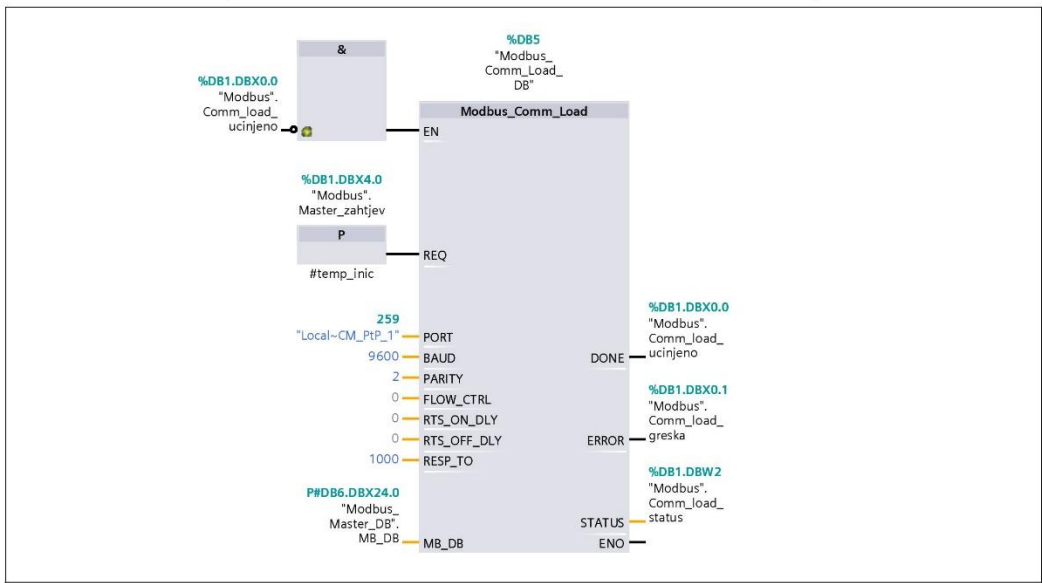 &
%DB1.DBX0.0
"Modbus".
Comm_load_
ucinjeno
%DB5
"Modbus_
Comm_Load_
DB"
Modbus_Comm_Load
EN
%DB1.DBX4.0
"Modbus".
Master_zahtjev
P
#temp_inic
REQ
259
"Local~CM_PtP_1"
PORT
9600
BAUD
2
PARITY
0
FLOW_CTRL
0
RTS_ON_DLY
0
RTS_OFF_DLY
1000
RESP_TO
P#DB6.DBX24.0
"Modbus_
Master_DB".
MB_DB
MB_DB
%DB1.DBX0.0
"Modbus".
Comm_load_
ucinjeno
DONE
%DB1.DBX0.1
"Modbus".
Comm_load_
greska
ERROR
%DB1.DBW2
"Modbus".
Comm_load_
status
STATUS
ENO